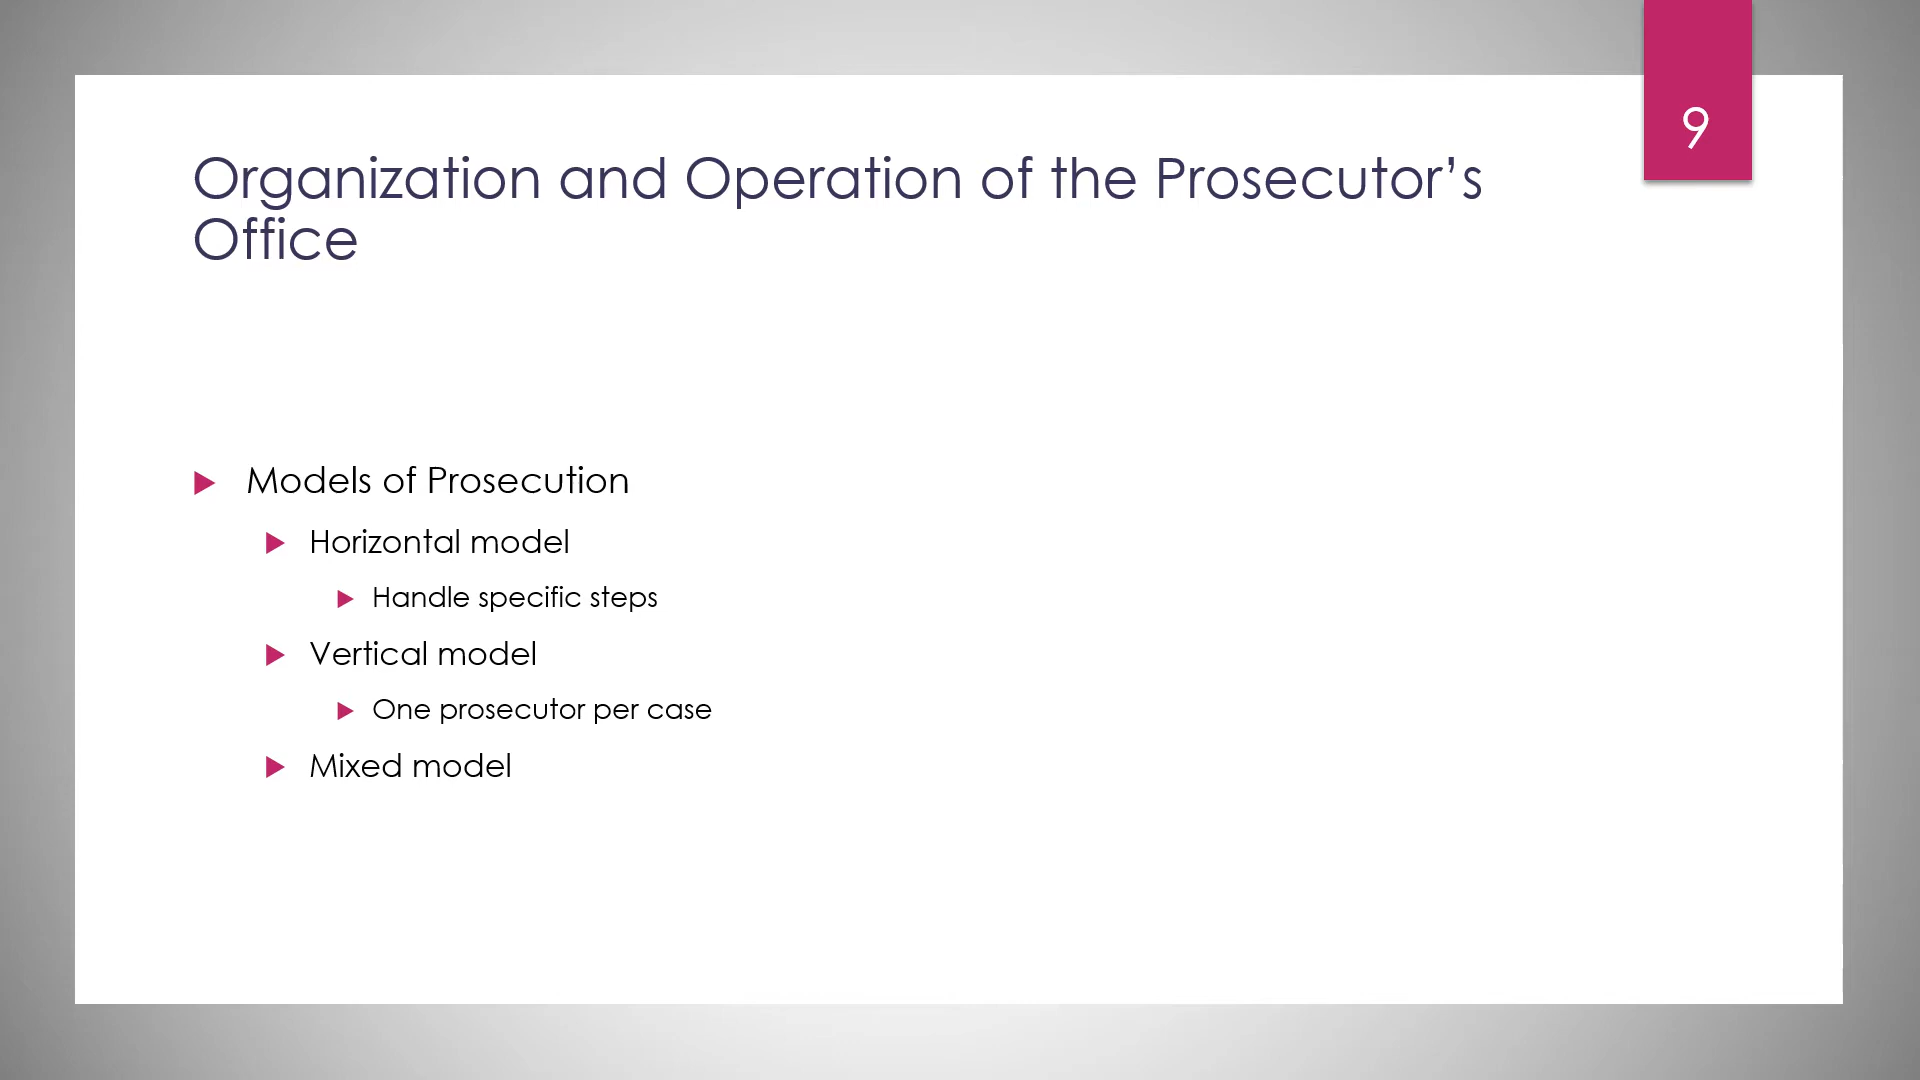 9
Organization and Operation of the Prosecutor’s
Office
Models of Prosecution
Horizontal model
Handle specific steps
Vertical model
One prosecutor per case
Mixed model